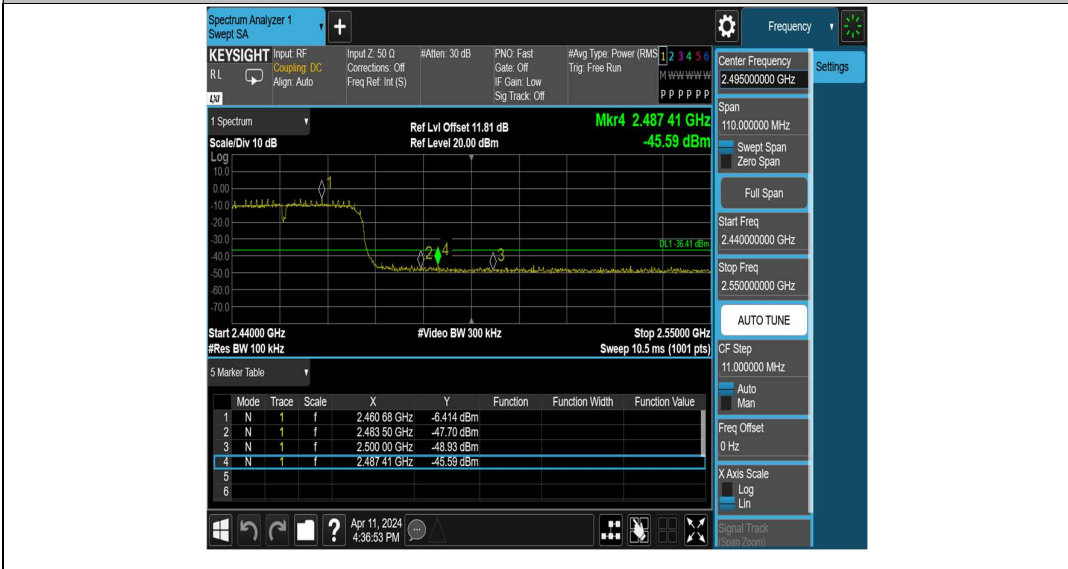 Spectrum Analyzer 1
Swept SA
Frequency
KEYSIGHT Input: RF Input Z: 50 Ω #Atten: 30 dB PNO: Fast #Avg Type: Power (RMS 1 2 3 4 5 6
RL Coupling: DC Corrections: Off Gate: Off Trig: Free Run M W W W W W
Align: Auto Freq Ref: Int (S) IF Gain: Low
Sig Track: Off P P P P P P
LXI
1 Spectrum
Ref Lvl Offset 11.81 dB Mkr4 2.487 41 GHz
Scale/Div 10 dB Ref Level 20.00 dBm -45.59 dBm
Log
10.0
0.00
-10.0
-20.0
-30.0
-40.0
-50.0
-60.0
-70.0
1
2
4
3
DL1 -36.41 dBm
Start 2.44000 GHz #Video BW 300 kHz Stop 2.55000 GHz
#Res BW 100 kHz Sweep 10.5 ms (1001 pts)
5 Marker Table
Mode Trace Scale X Y Function Function Width Function Value
1 N 1 f 2.460 68 GHz -6.414 dBm
2 N 1 f 2.483 50 GHz -47.70 dBm
3 N 1 f 2.500 00 GHz -48.93 dBm
4 N 1 f 2.487 41 GHz -45.59 dBm
5
6
Apr 11, 2024
4:36:53 PM
Center Frequency
2.495000000 GHz
Settings
Span
110.000000 MHz
Swept Span
Zero Span
Full Span
Start Freq
2.440000000 GHz
Stop Freq
2.550000000 GHz
AUTO TUNE
CF Step
11.000000 MHz
Auto
Man
Freq Offset
0 Hz
X Axis Scale
Log
Lin
Signal Track
(Span Zoom)